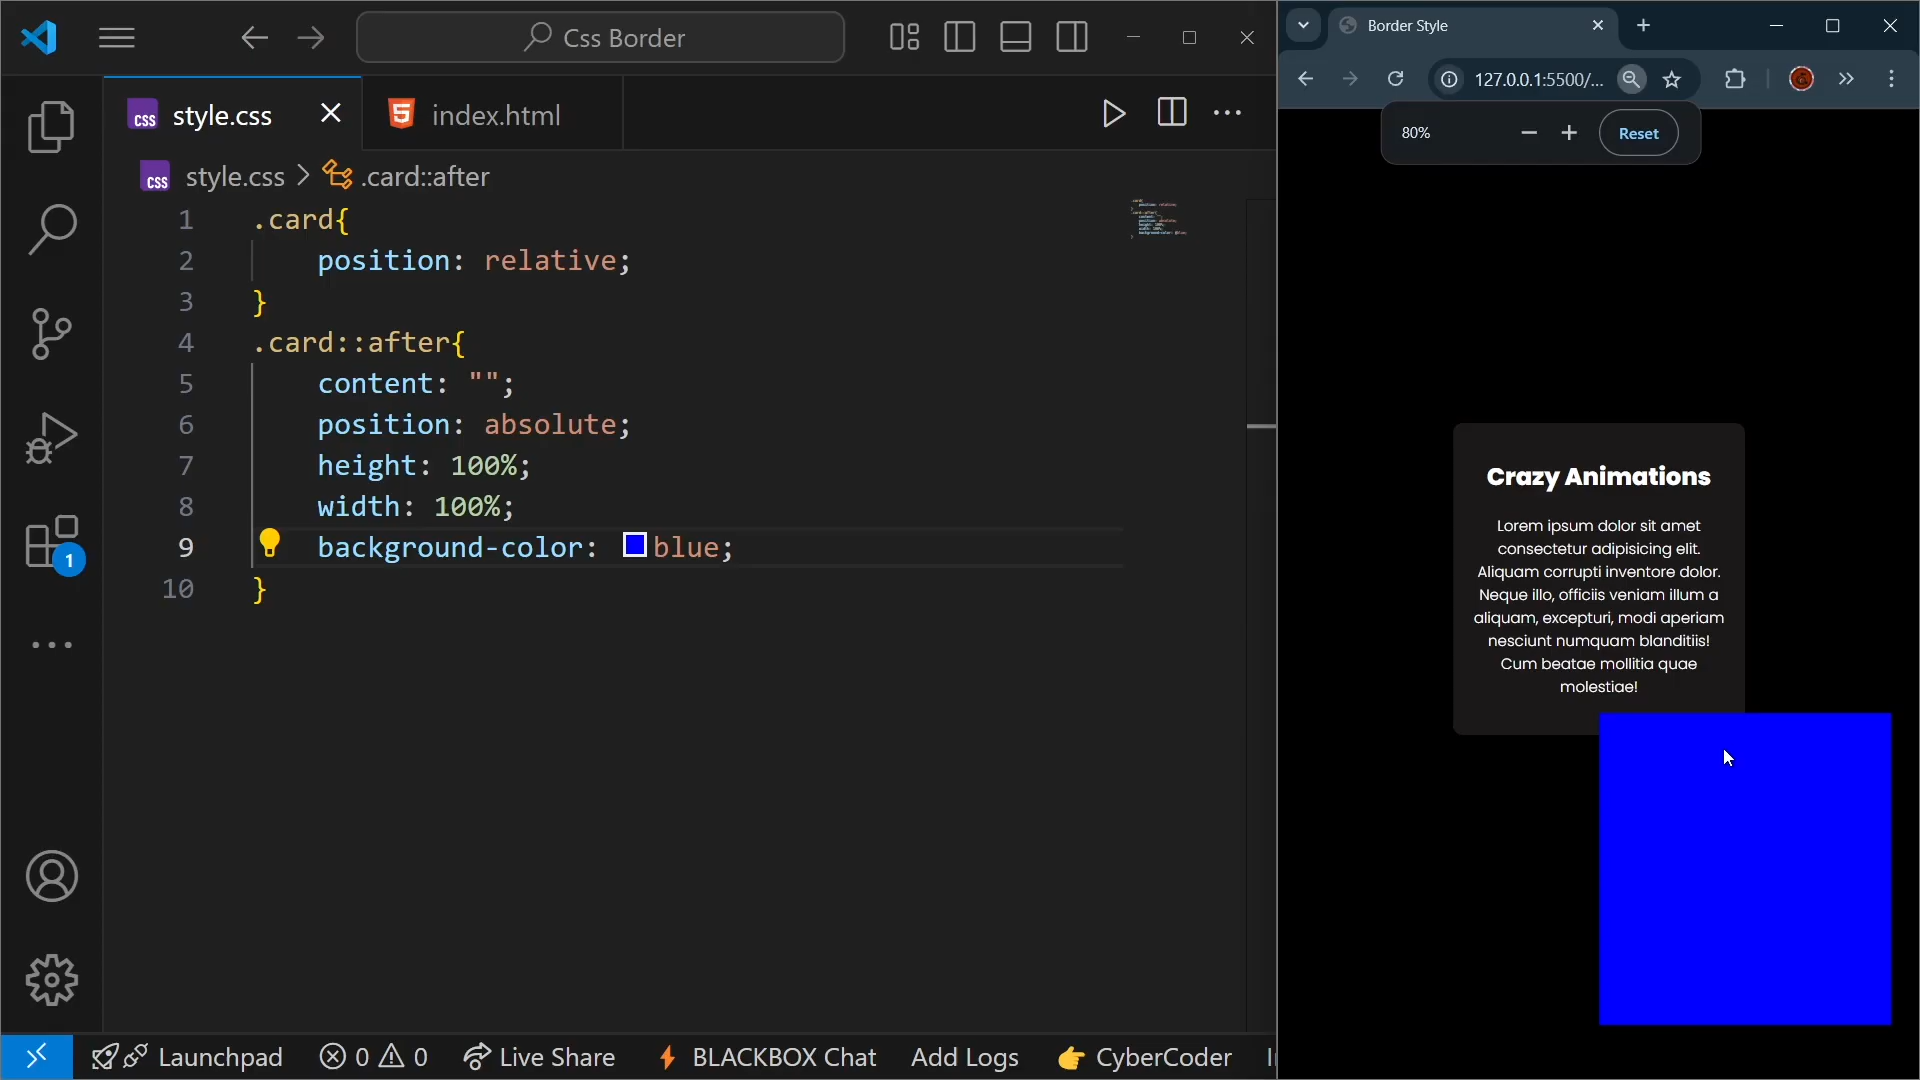 Css Border
style.css
index.html
style.css > .card::after
1 .card{
2 position: relative;
3 }
4 .card::after{
5 content: "";
6 position: absolute;
7 height: 100%;
8 width: 100%;
9 background-color: blue;
10 }
1
Launchpad
0
0
Live Share
BLACKBOX Chat
Add Logs
CyberCoder
Border Style
127.0.0.1:5500/...
80%
Reset
Crazy Animations
Lorem ipsum dolor sit amet
consectetur adipisicing elit.
Aliquam corrupti inventore dolor.
Neque illo, officiis veniam illum a
aliquam, excepturi, modi aperiam
nesciunt numquam blanditiis!
Cum beatae mollitia quae
molestiae!